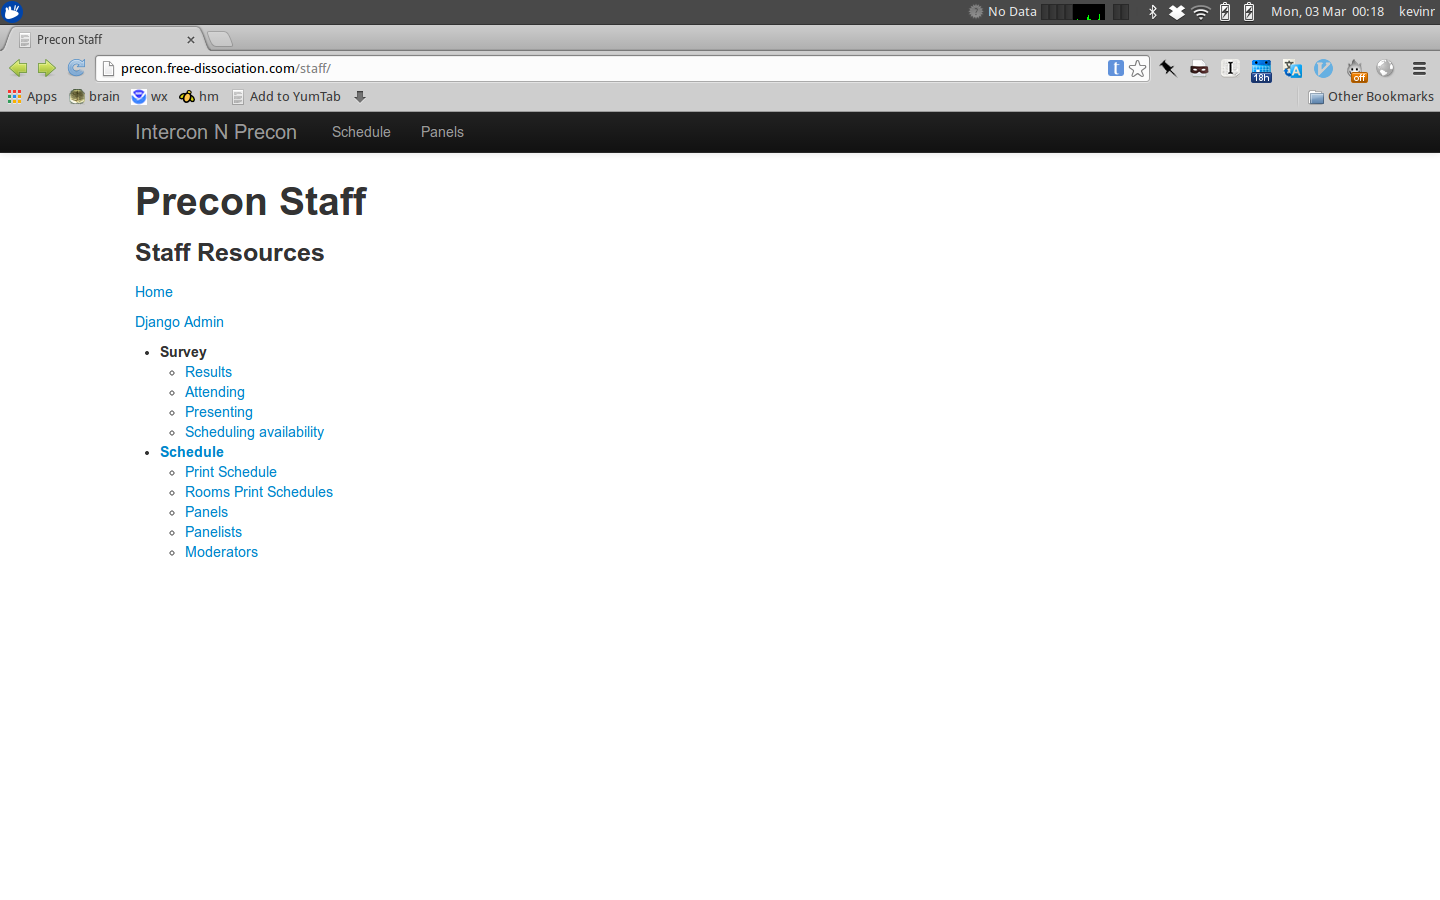 No Data
Mon, 03 Mar 00:18
kevinr
Precon Staff
precon.free-dissociation.com/staff/
t
I
18h
A
off
Apps
brain
wx
hm
Add to YumTab
Other Bookmarks
Intercon N Precon
Schedule
Panels
Precon Staff
Staff Resources
Home
Django Admin
Survey
Results
Attending
Presenting
Scheduling availability
Schedule
Print Schedule
Rooms Print Schedules
Panels
Panelists
Moderators